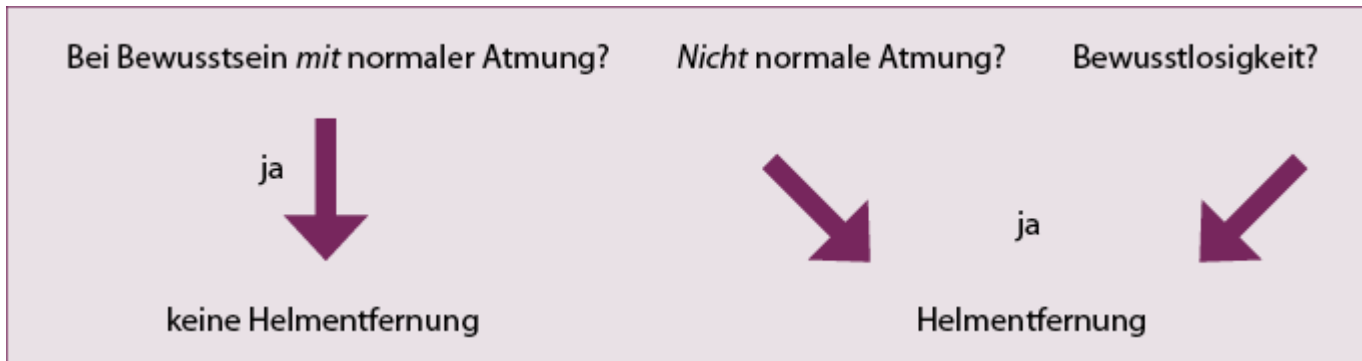 Bei Bewusstsein mit normaler Atmung?
Nicht normale Atmung?
Bewusstlosigkeit?
ja
ja
keine Helmentfernung
Helmentfernung